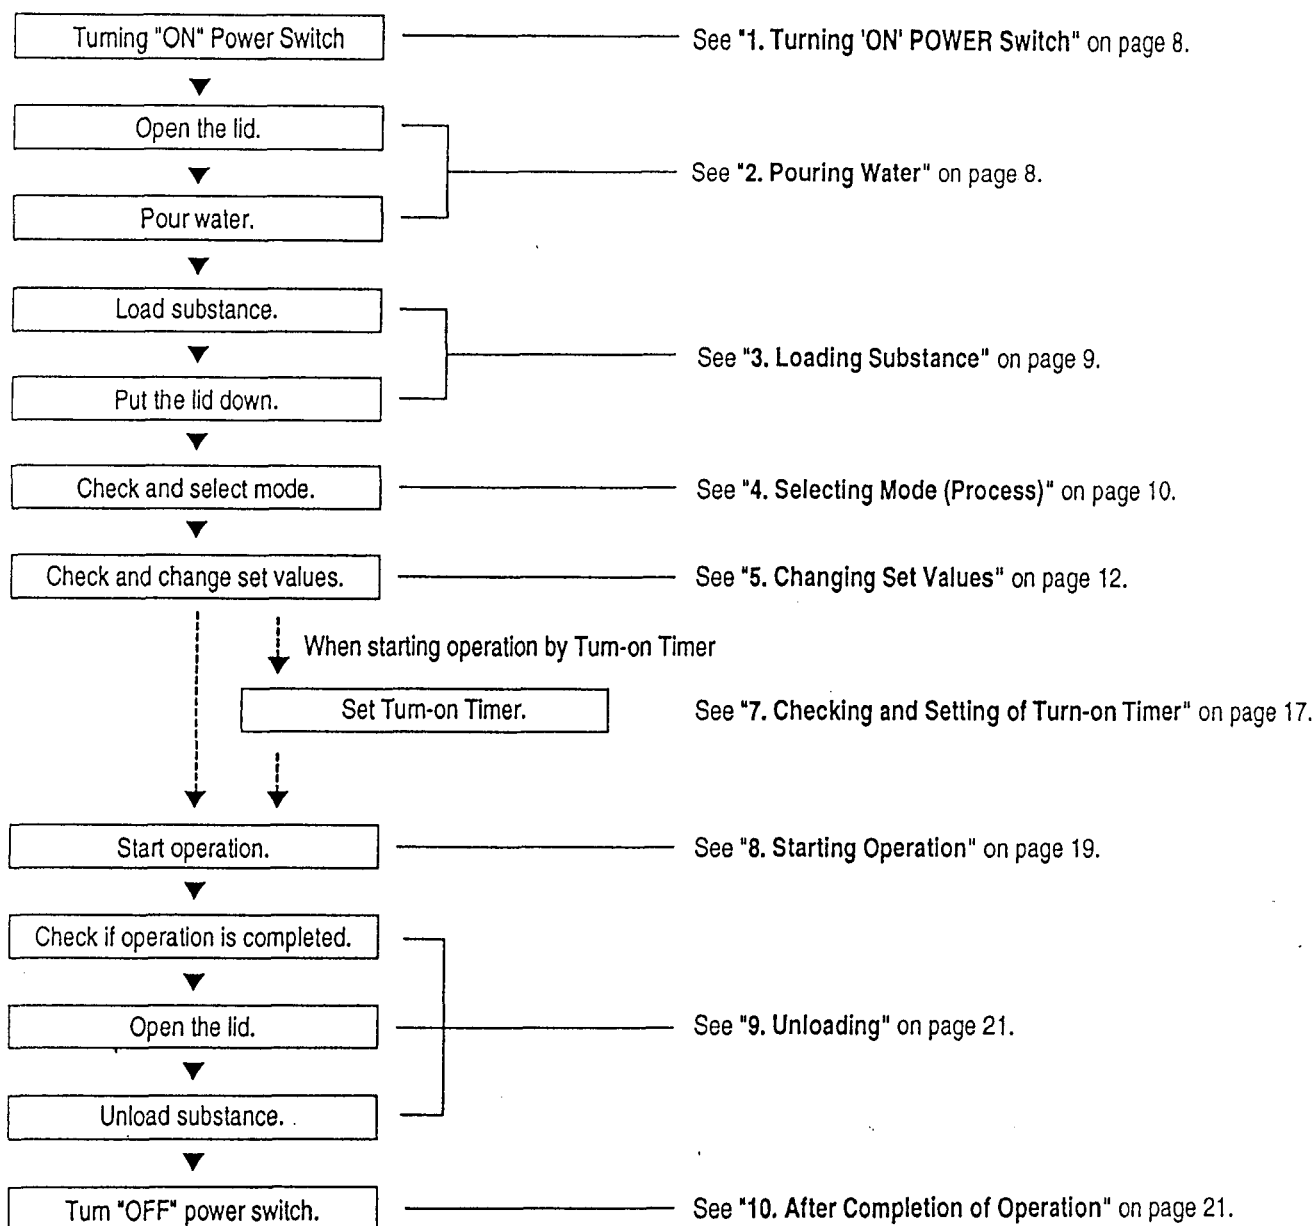 Turning "ON" Power Switch
See "1. Turning 'ON' POWER Switch" on page 8.
Open the lid.
See "2. Pouring Water" on page 8.
Pour water.
Load substance.
See "3. Loading Substance" on page 9.
Put the lid down.
Check and select mode.
See "4. Selecting Mode (Process)" on page 10.
Check and change set values.
See "5. Changing Set Values" on page 12.
When starting operation by Turn-on Timer
Set Turn-on Timer.
See "7. Checking and Setting of Turn-on Timer" on page 17.
Start operation.
See "8. Starting Operation" on page 19.
Check if operation is completed.
Open the lid.
See "9. Unloading" on page 21.
Unload substance.
Turn "OFF" power switch.
See "10. After Completion of Operation" on page 21.